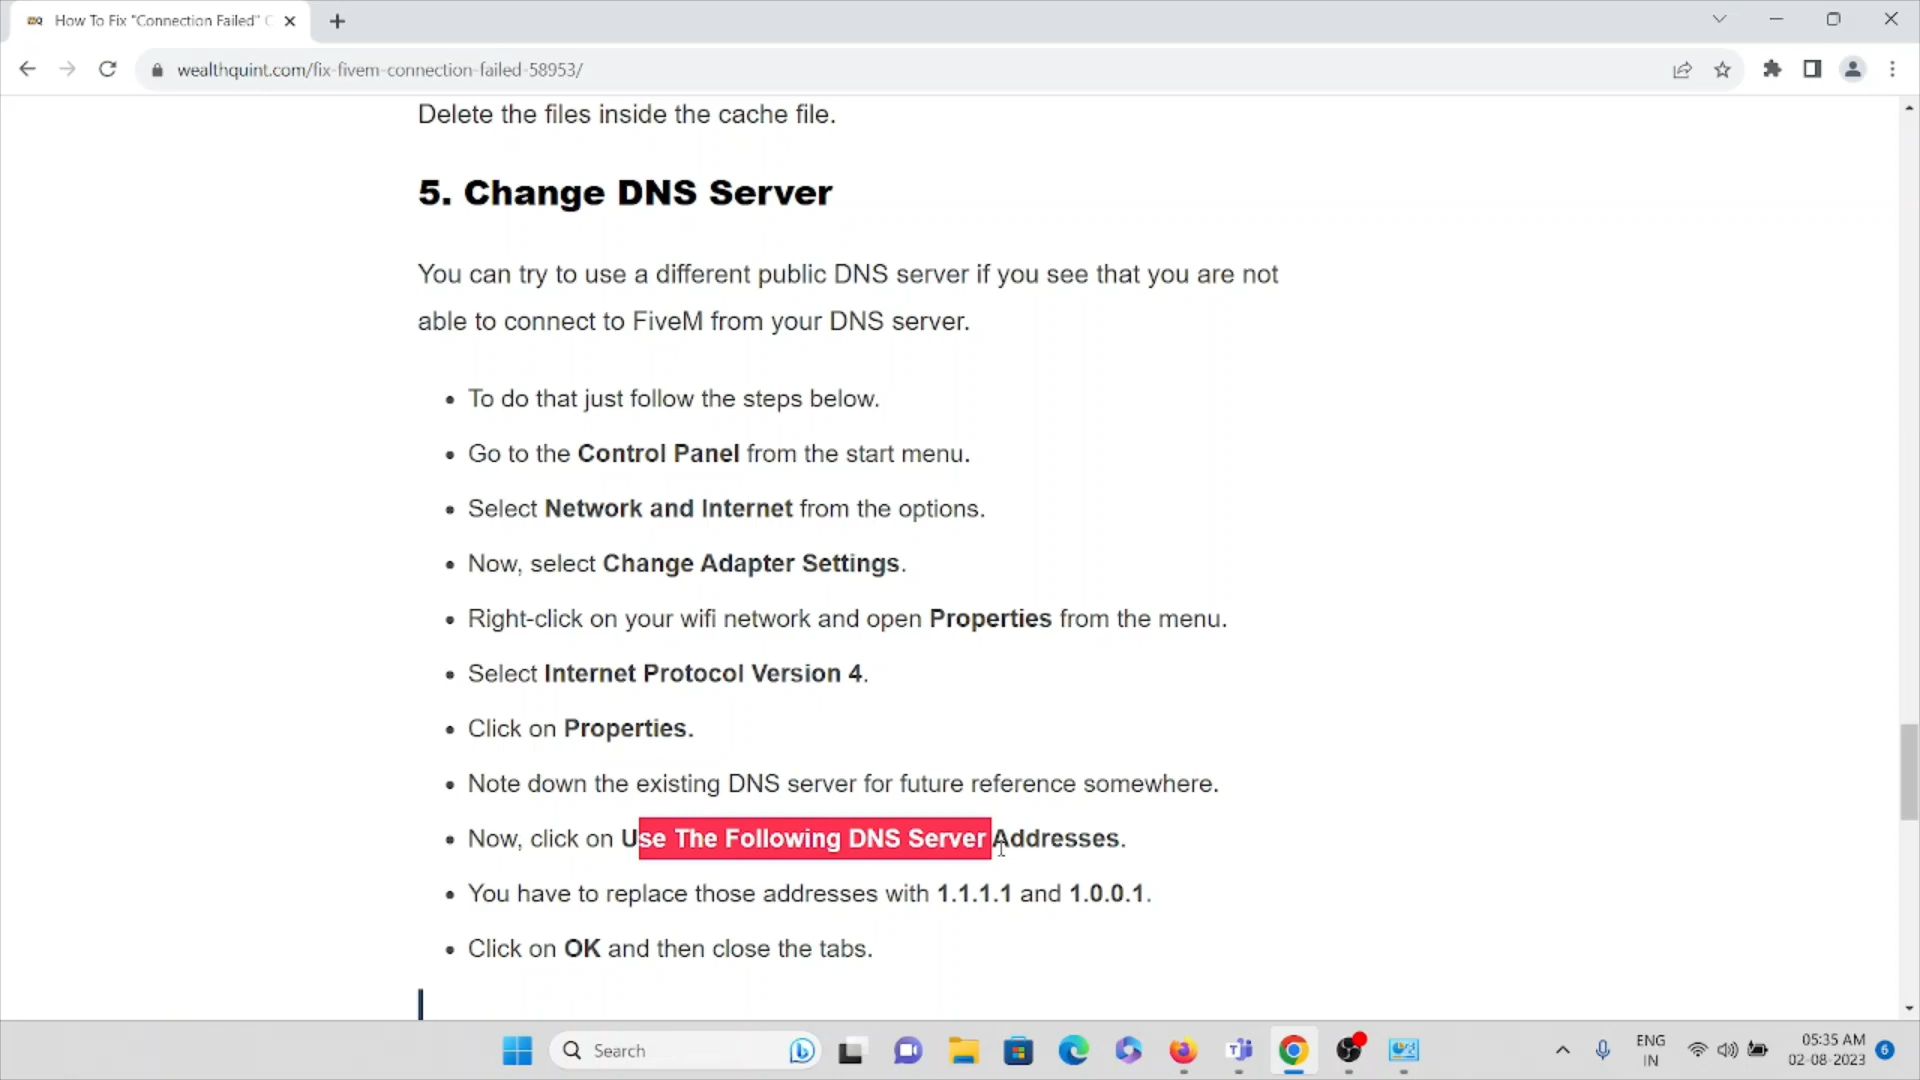 How To Fix "Connection Failed"
wealthquint.com/fix-fivem-connection-failed-58953/
Delete the files inside the cache file.
5. Change DNS Server
You can try to use a different public DNS server if you see that you are not
able to connect to FiveM from your DNS server.
To do that just follow the steps below.
Go to the Control Panel from the start menu.
Select Network and Internet from the options.
Now, select Change Adapter Settings.
Right-click on your wifi network and open Properties from the menu.
Select Internet Protocol Version 4.
Click on Properties.
Note down the existing DNS server for future reference somewhere.
Now, click on Use The Following DNS Server Addresses.
You have to replace those addresses with 1.1.1.1 and 1.0.0.1.
Click on OK and then close the tabs.
Search
ENG
IN
05:35 AM
02-08-2023
6